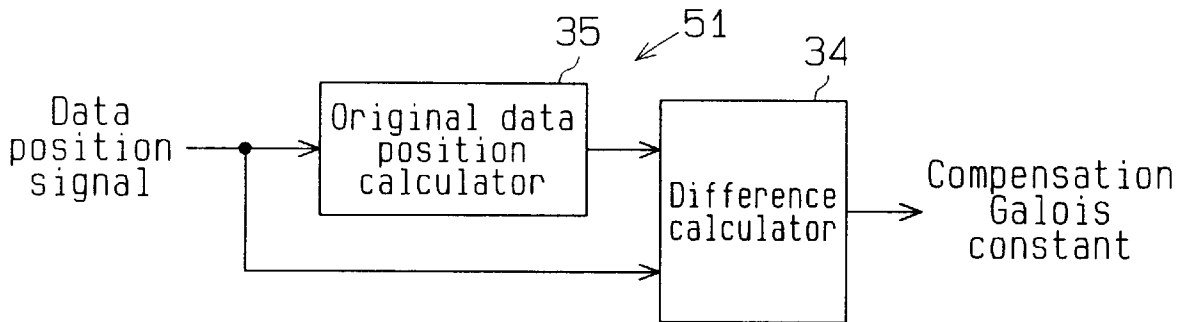 35
51
34
Data
position
signal
Original data
position
calculator
Difference
calculator
Compensation
Galois
constant